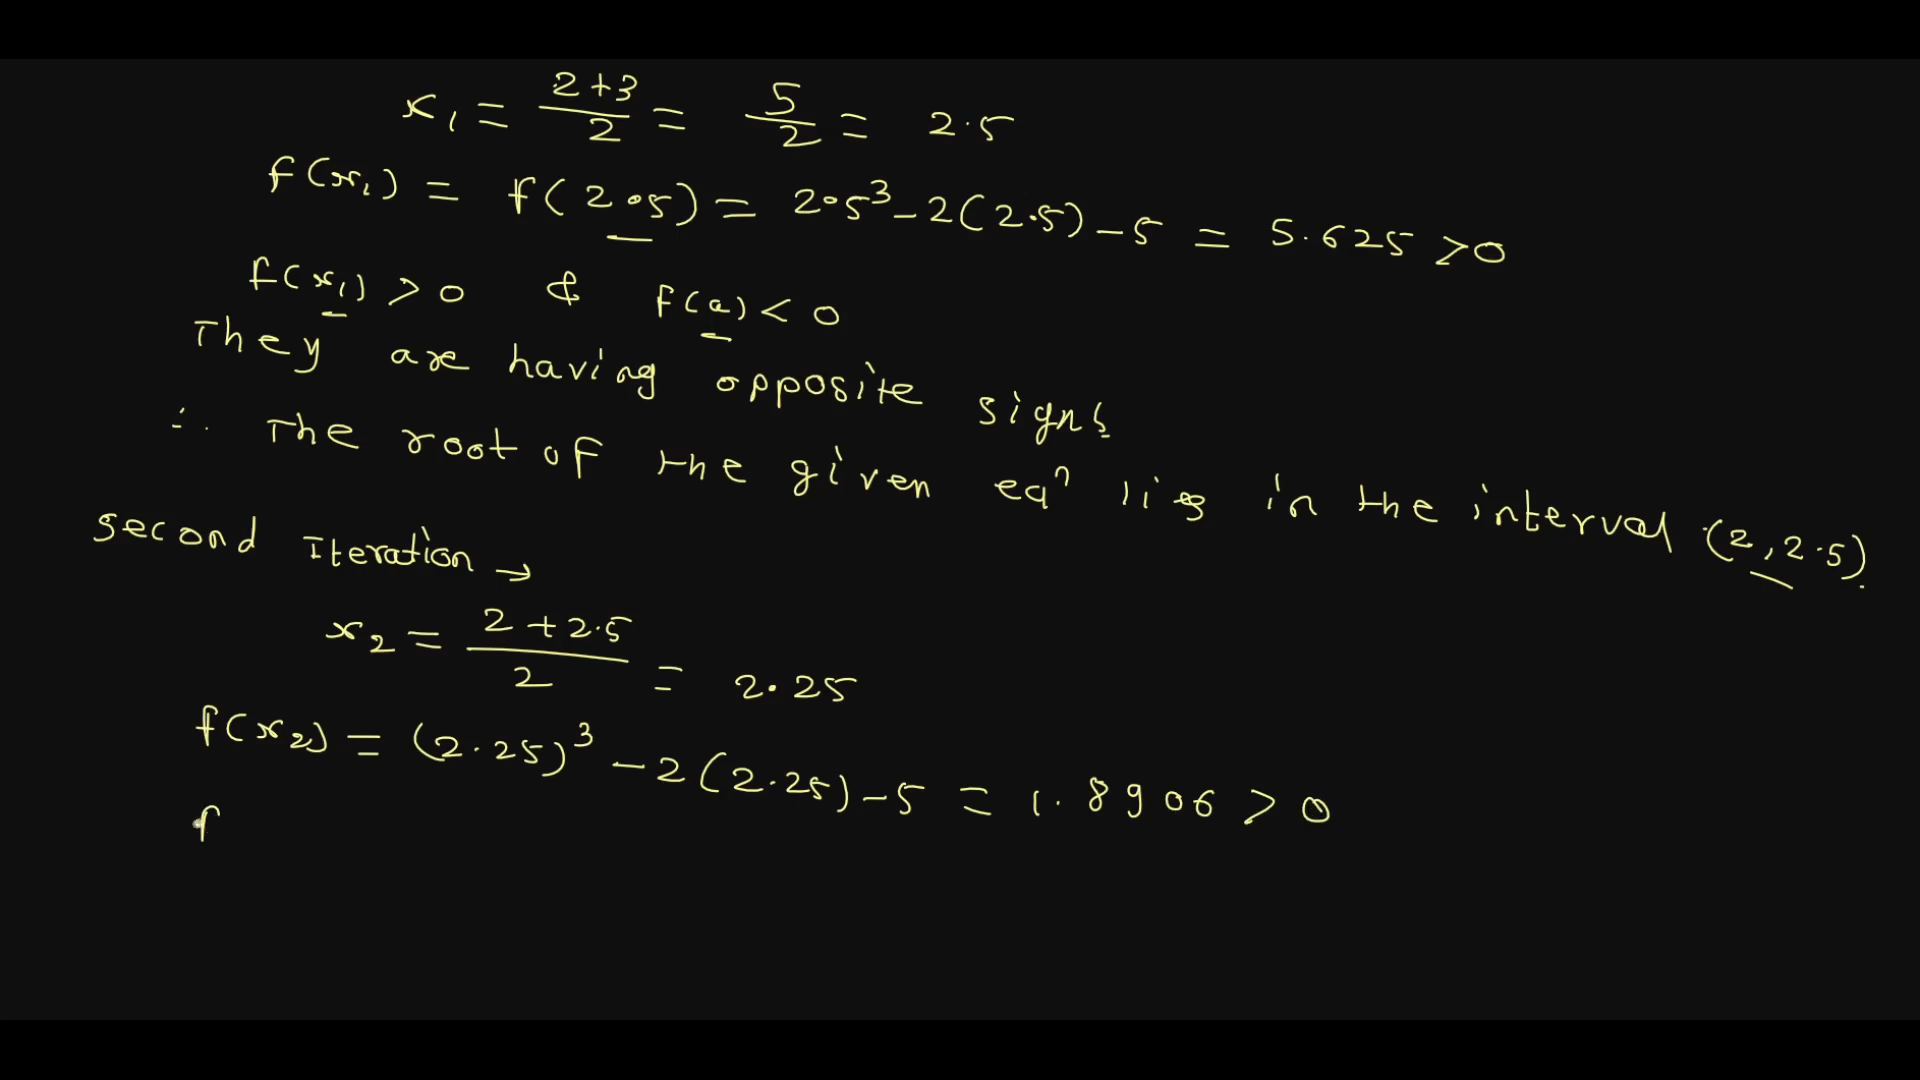 x₁ = 2+3/2 = 5/2 = 2.5
f(x₁) = f(2.5) = 2.5³ - 2(2.5) - 5 = 5.625 > 0
f(x₁) > 0 & f(a) < 0
They are having opposite signs
∴ The root of the given eqⁿ lies in the interval (2, 2.5).
second Iteration →
x₂ = 2 + 2.5/2 = 2.25
f(x₂) = (2.25)³ - 2(2.25) - 5 = 1.8906 > 0
f